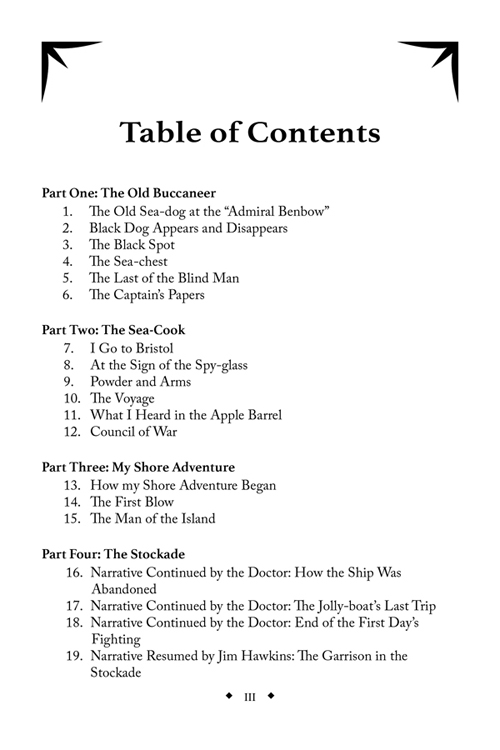 Table of Contents
Part One: The Old Buccaneer
1. The Old Sea-dog at the “Admiral Benbow”
2. Black Dog Appears and Disappears
3. The Black Spot
4. The Sea-chest
5. The Last of the Blind Man
6. The Captain’s Papers
Part Two: The Sea-Cook
7. I Go to Bristol
8. At the Sign of the Spy-glass
9. Powder and Arms
10. The Voyage
11. What I Heard in the Apple Barrel
12. Council of War
Part Three: My Shore Adventure
13. How my Shore Adventure Began
14. The First Blow
15. The Man of the Island
Part Four: The Stockade
16. Narrative Continued by the Doctor: How the Ship Was
Abandoned
17. Narrative Continued by the Doctor: The Jolly-boat’s Last Trip
18. Narrative Continued by the Doctor: End of the First Day’s
Fighting
19. Narrative Resumed by Jim Hawkins: The Garrison in the
Stockade
◆ III ◆